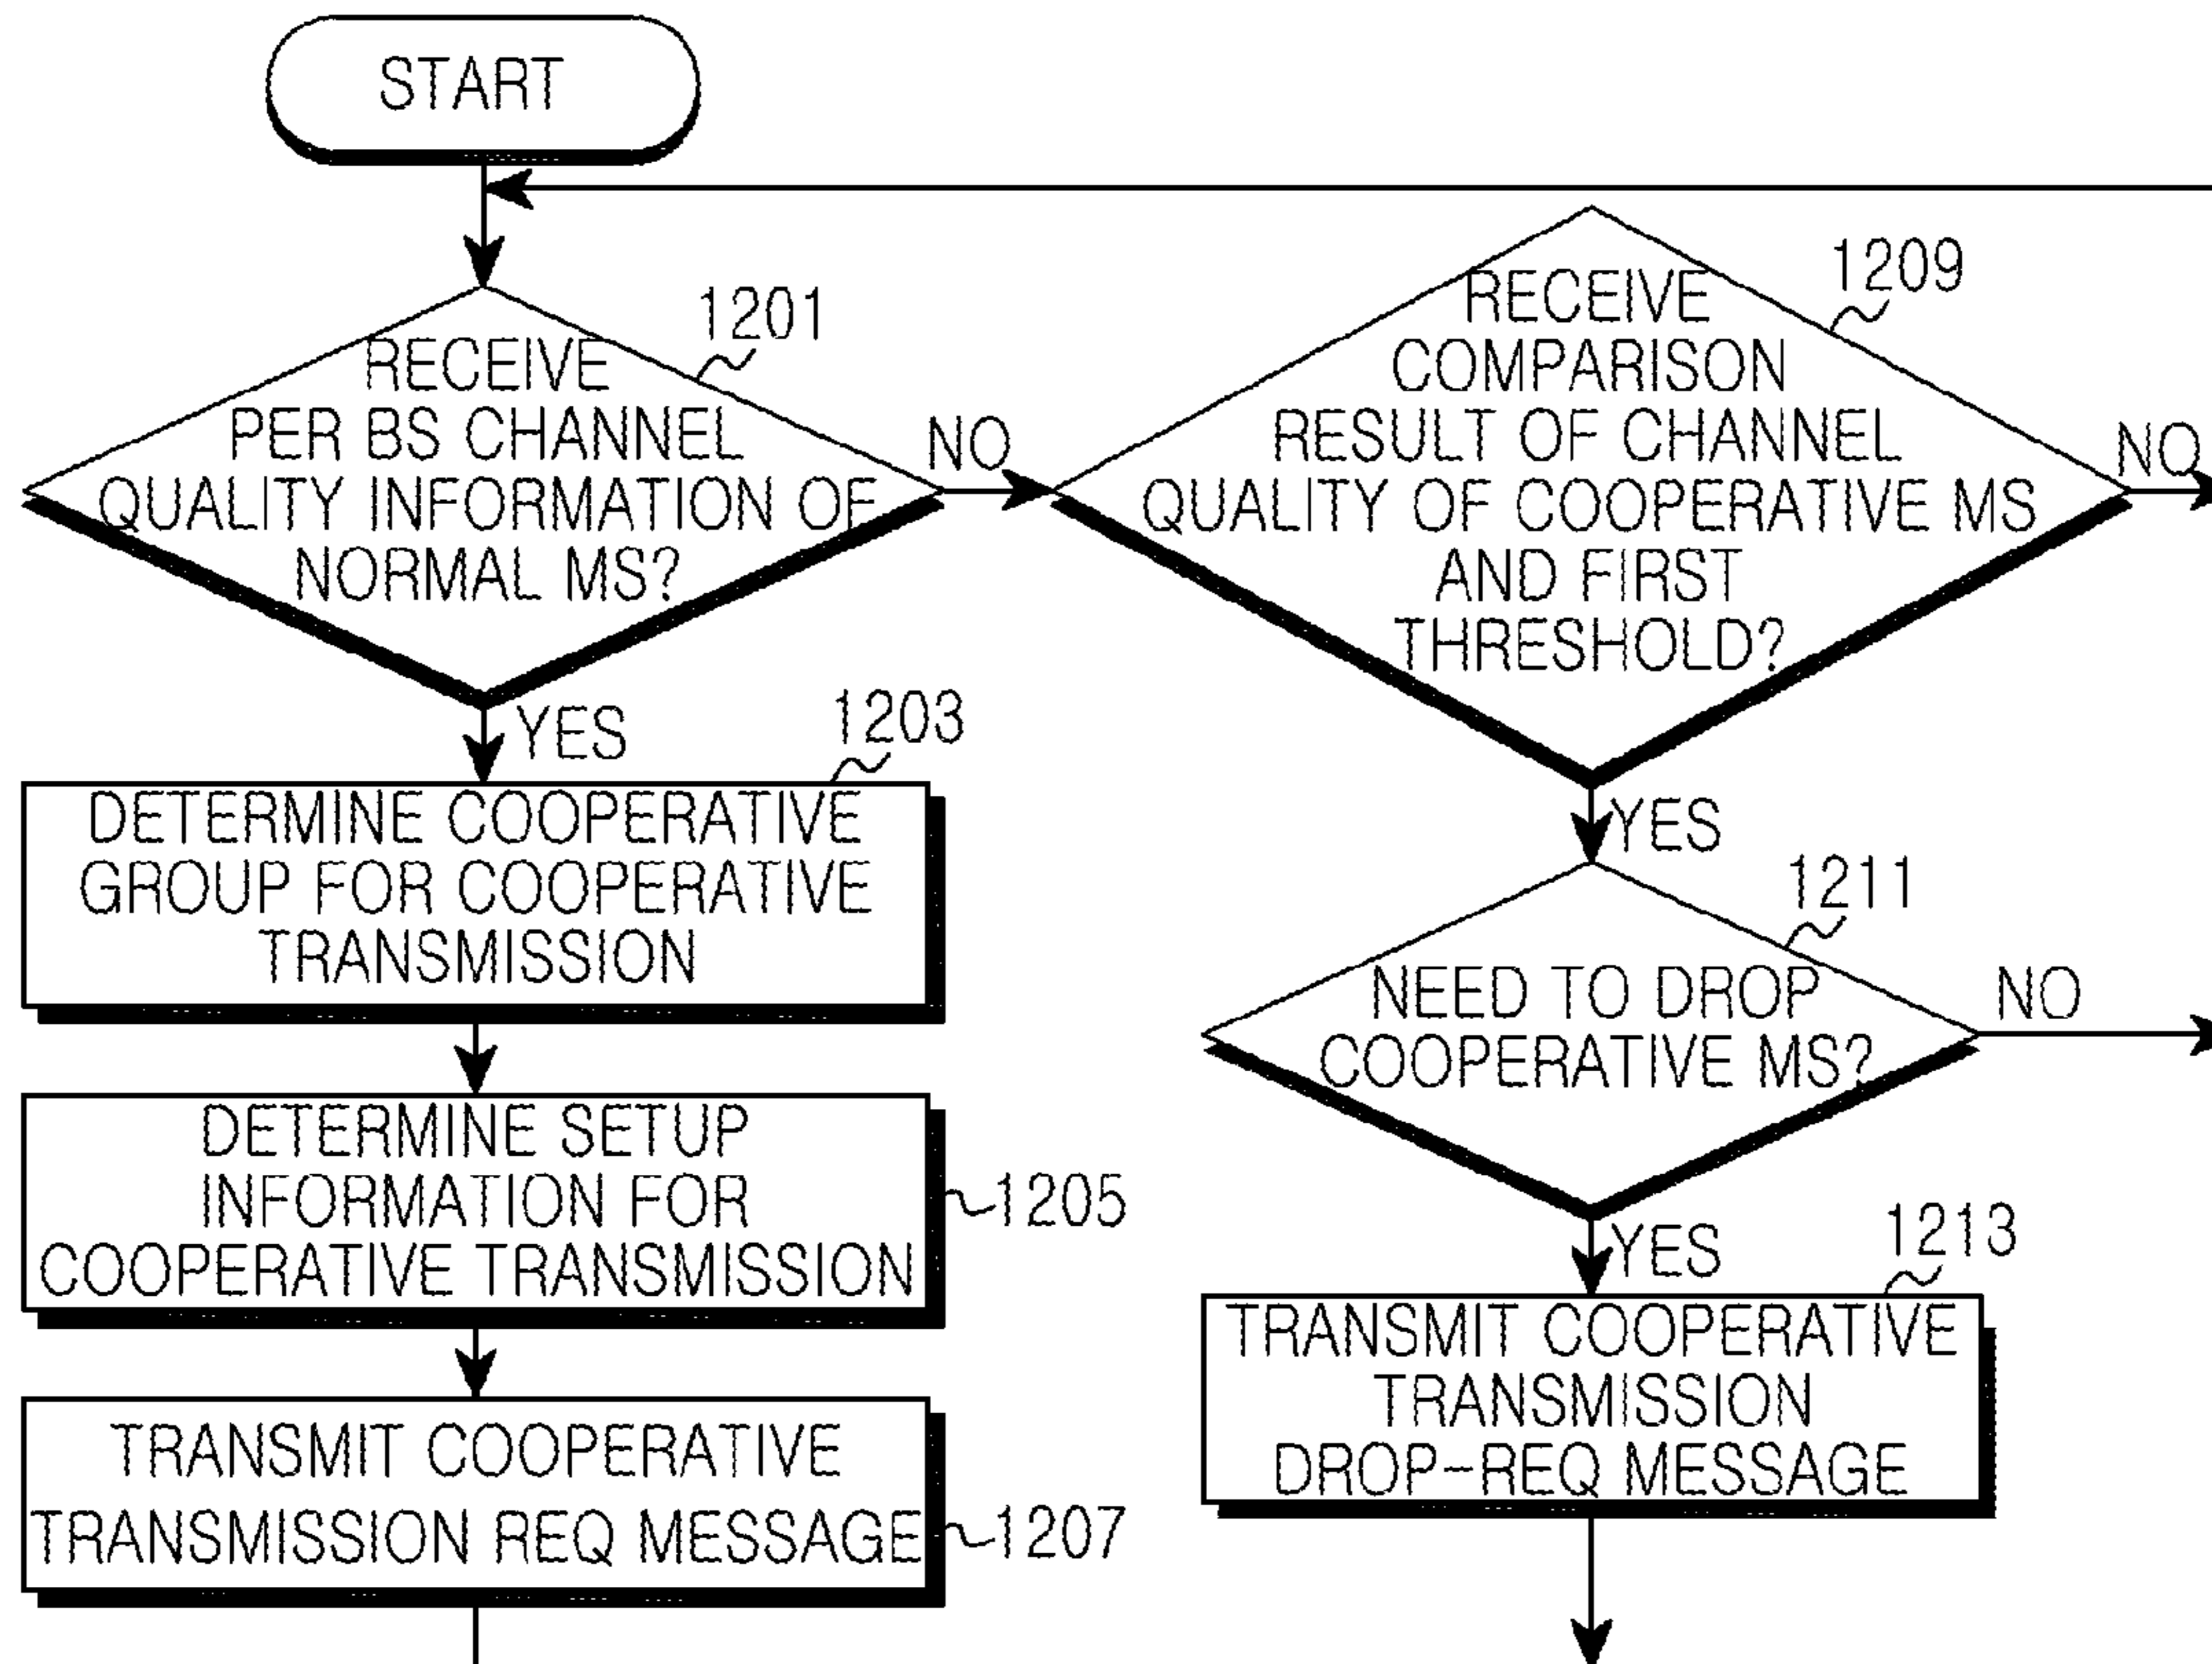 START
1201
RECEIVE
PER BS CHANNEL
QUALITY INFORMATION OF
NORMAL MS?
NO
YES
1203
DETERMINE COOPERATIVE
GROUP FOR COOPERATIVE
TRANSMISSION
DETERMINE SETUP
INFORMATION FOR
COOPERATIVE TRANSMISSION
1205
TRANSMIT COOPERATIVE
TRANSMISSION REQ MESSAGE
1207
1209
RECEIVE
COMPARISON
RESULT OF CHANNEL
QUALITY OF COOPERATIVE MS
AND FIRST
THRESHOLD?
NO
YES
1211
NEED TO DROP
COOPERATIVE MS?
NO
YES
1213
TRANSMIT COOPERATIVE
TRANSMISSION
DROP-REQ MESSAGE